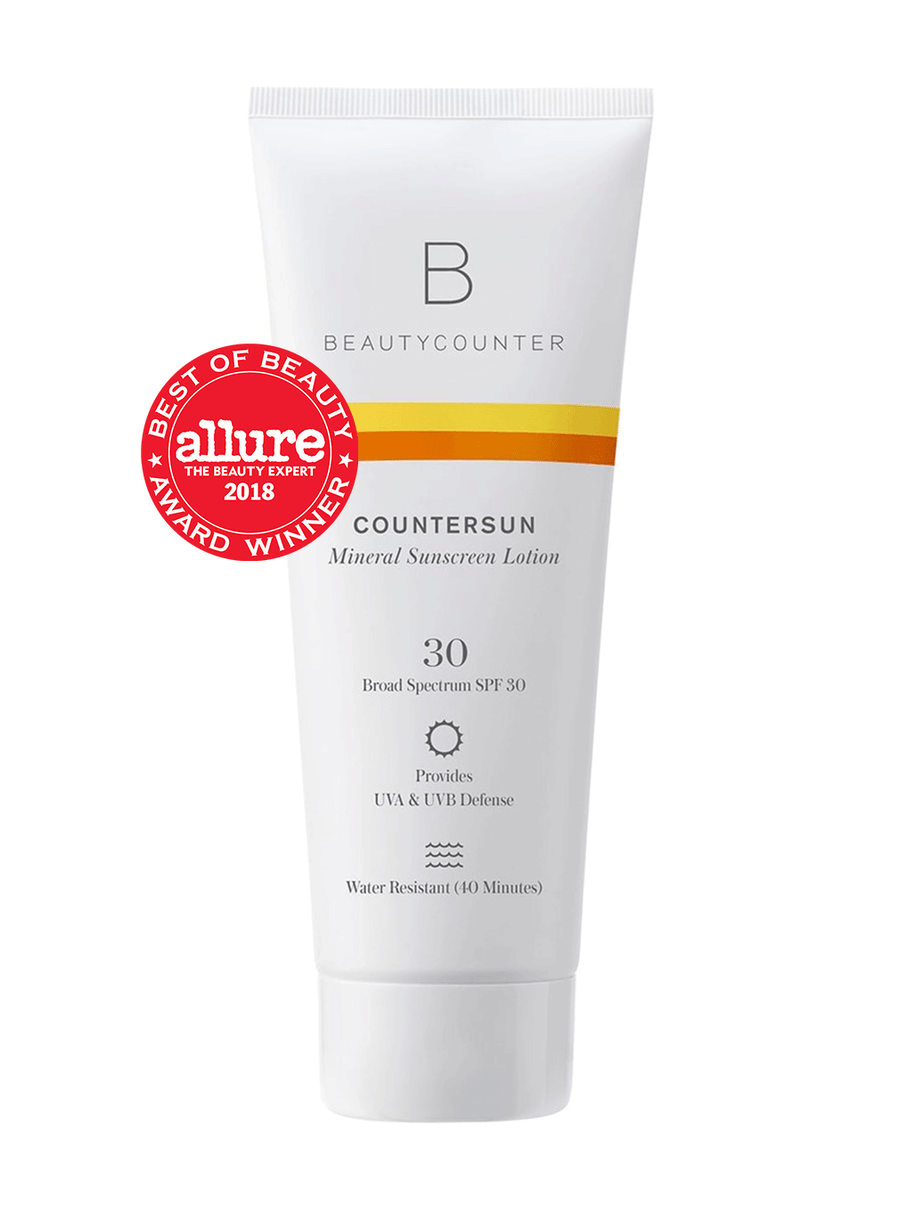 B
BEAUTYCOUNTER
BEST OF BEAUTY
allure
THE BEAUTY EXPERT
2018
AWARD WINNER
COUNTERSUN
Mineral Sunscreen Lotion
30
Broad Spectrum SPF 30
Provides
UVA & UVB Defense
Water Resistant (40 Minutes)